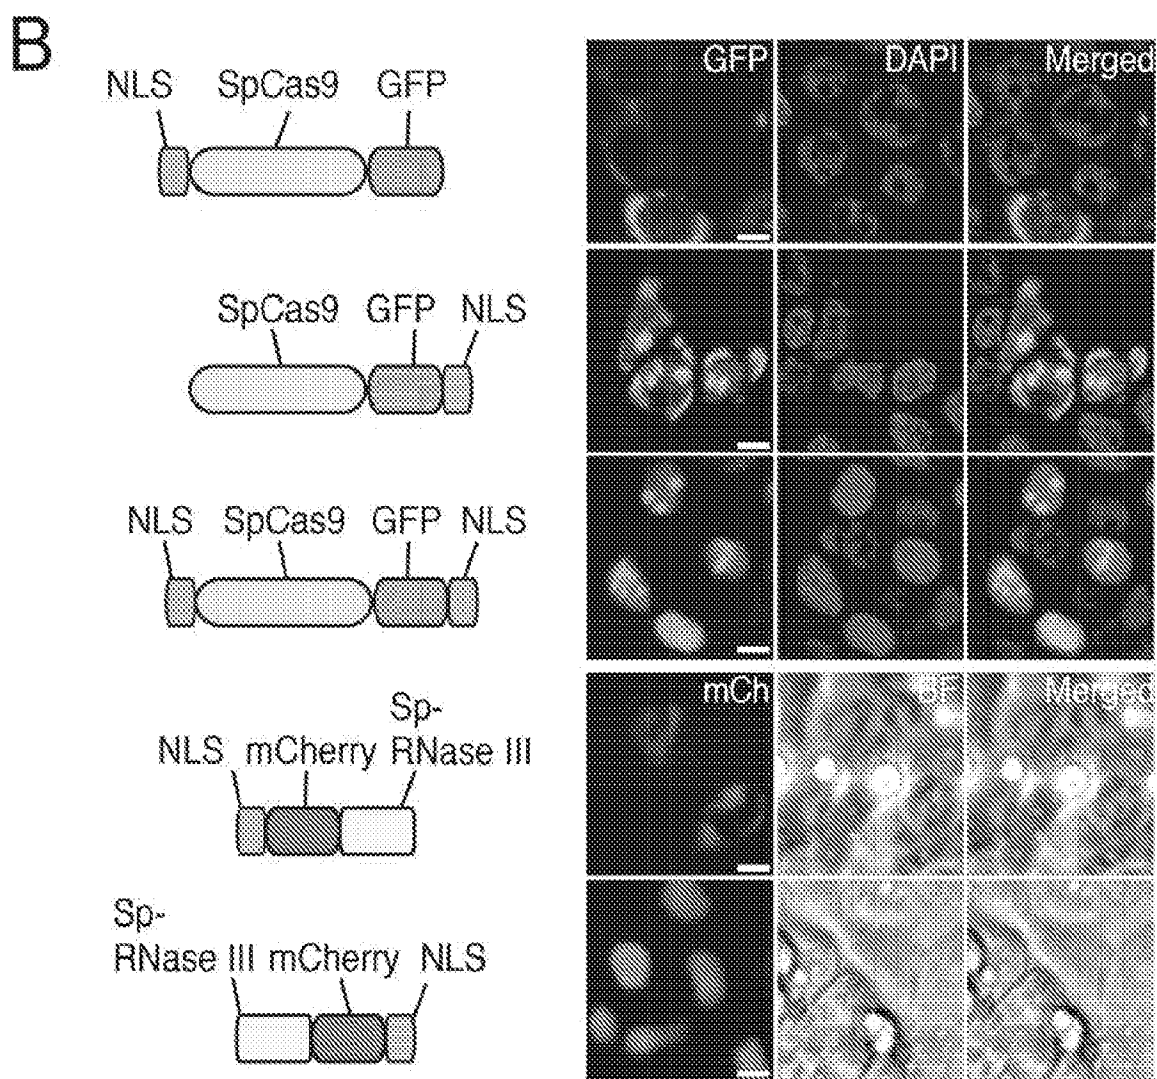 B
NLS SpCas9 GFP
GFP DAPI Merged
SpCas9 GFP NLS
NLS SpCas9 GFP NLS
mCh BF Merged
Sp-
NLS mCherry RNase III
Sp-
RNase III mCherry NLS